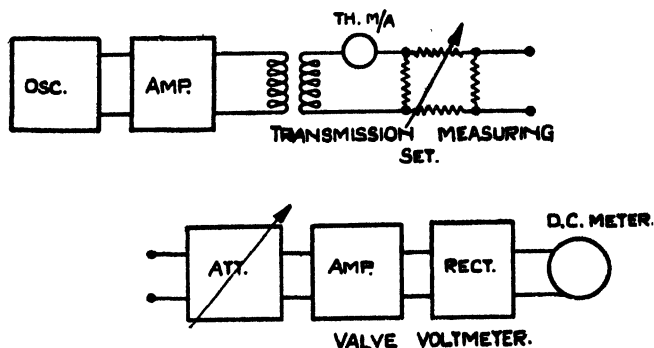 TH. M/A
OSC.
AMP.
TRANSMISSION MEASURING
SET.
D.C. METER.
ATT.
AMP.
RECT.
VALVE VOLTMETER.